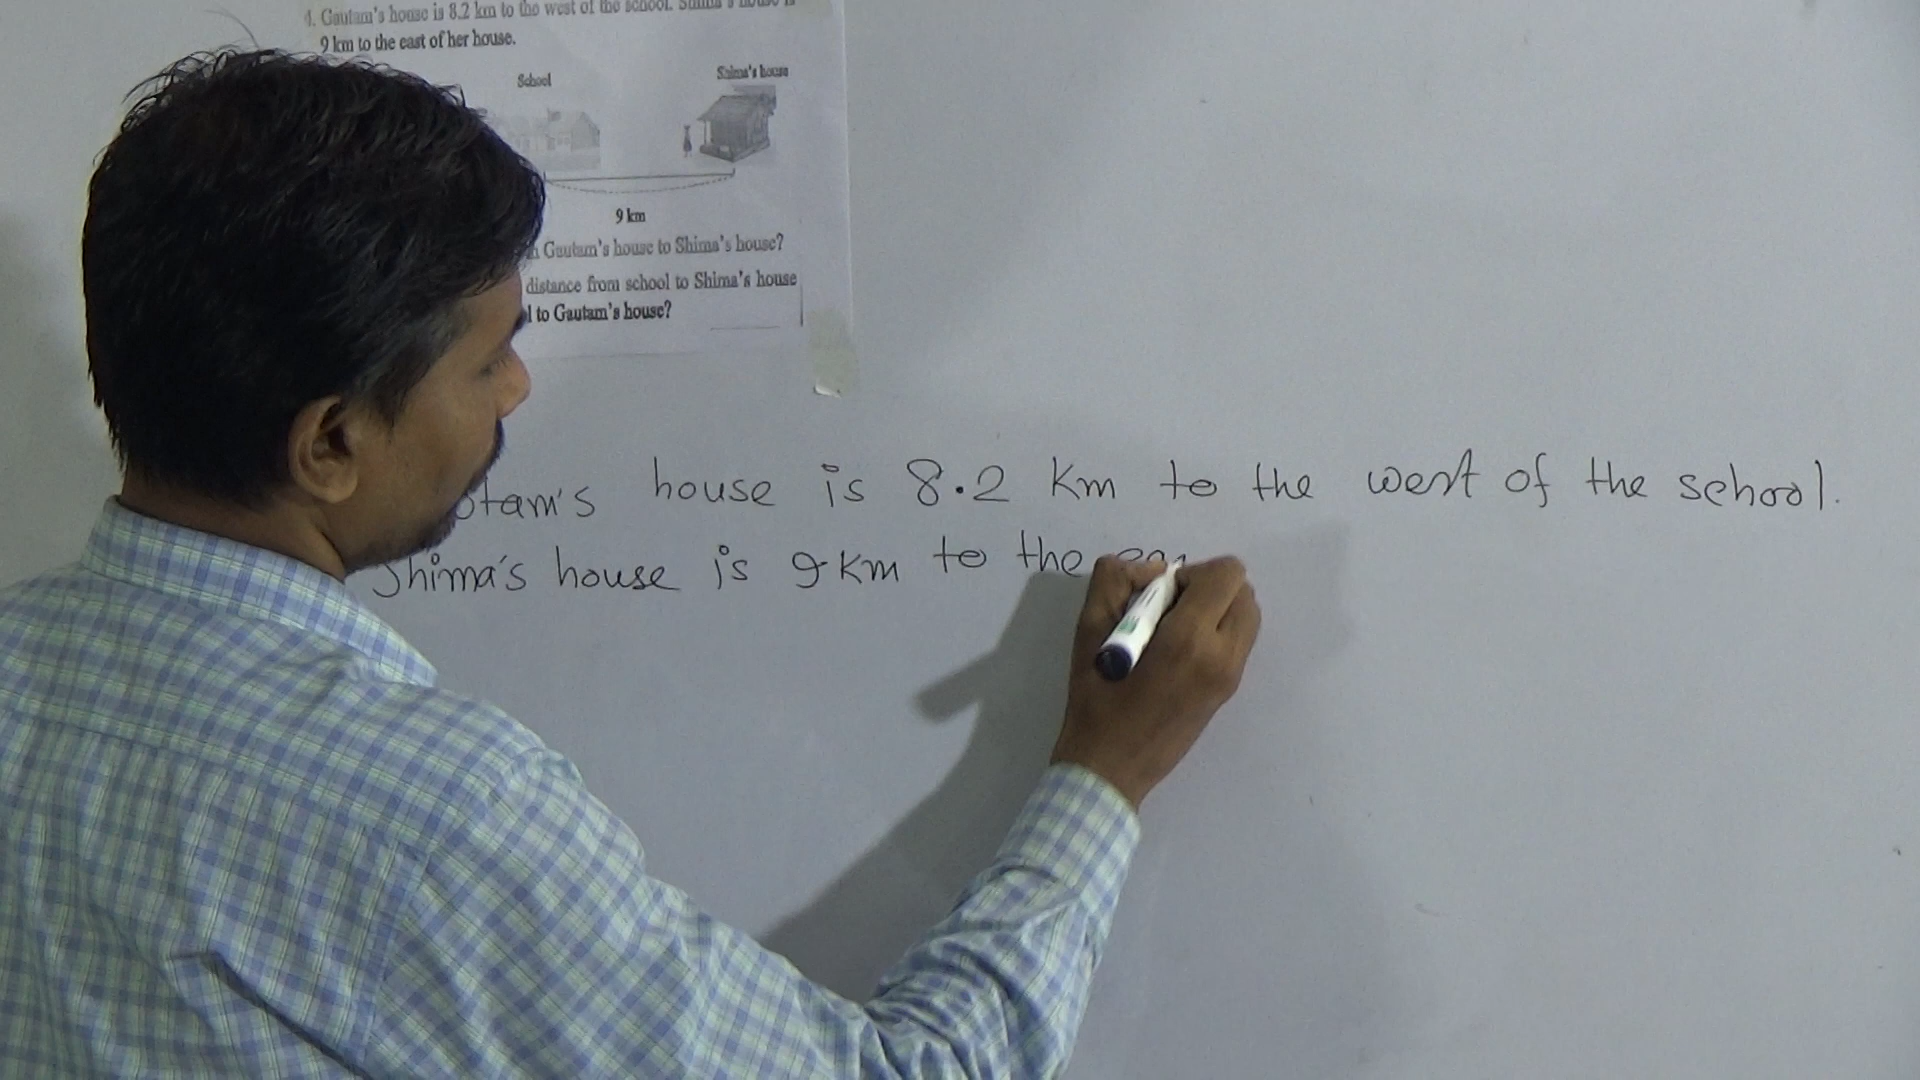 4. Gautam's house is 8.2 km to the west of the school. Shima's house is
9 km to the east of her house.
School
Shima's house
9 km
Gautam's house to Shima's house?
distance from school to Shima's house
to Gautam's house?
otam's house is 8.2 Km to the west of the school.
Shima's house is 9 Km to the